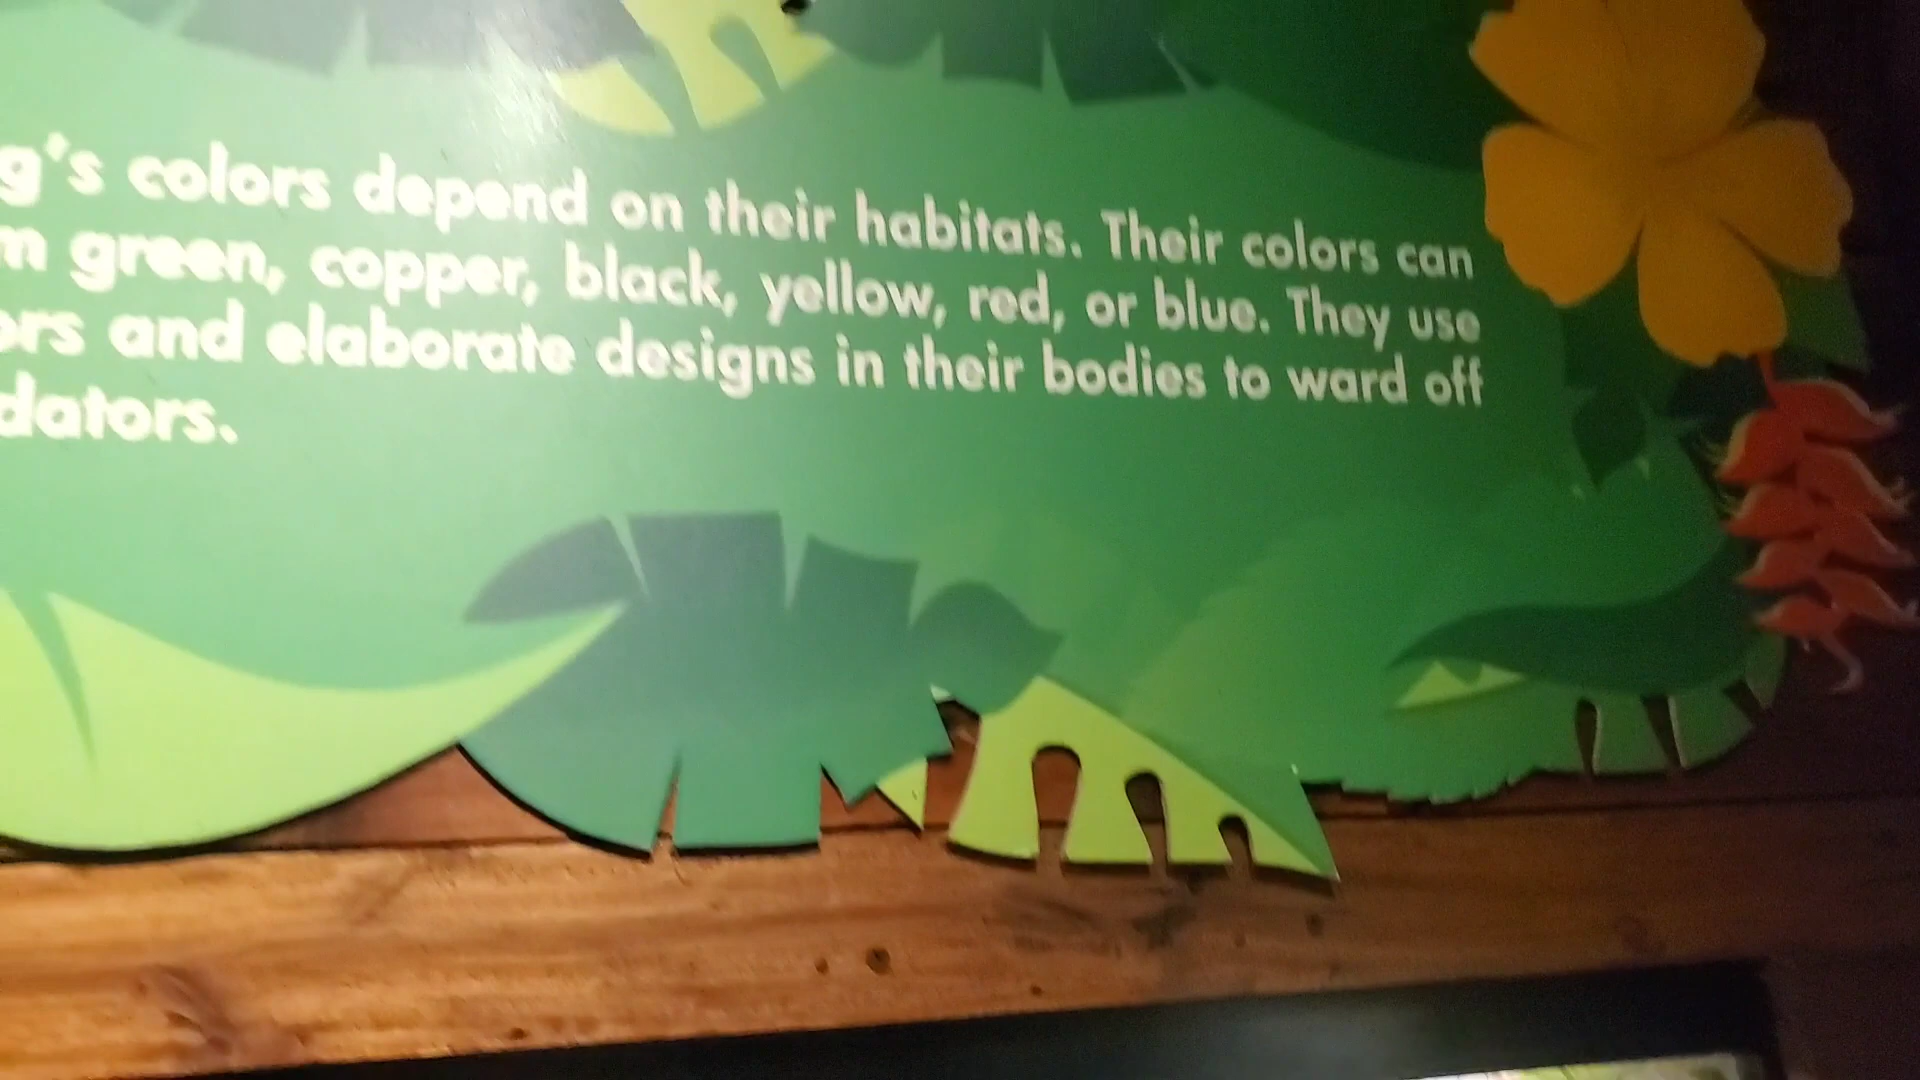 g's colors depend on their habitats. Their colors can
m green, copper, black, yellow, red, or blue. They use
ors and elaborate designs in their bodies to ward off
dators.